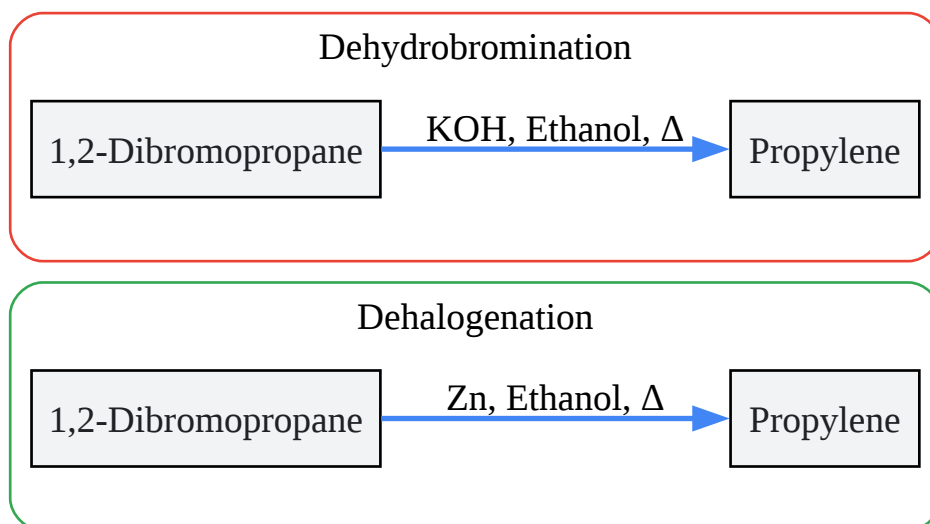 Dehydrobromination
KOH, Ethanol, Δ
1,2-Dibromopropane
Propylene
Dehalogenation
Zn, Ethanol, Δ
1,2-Dibromopropane
Propylene